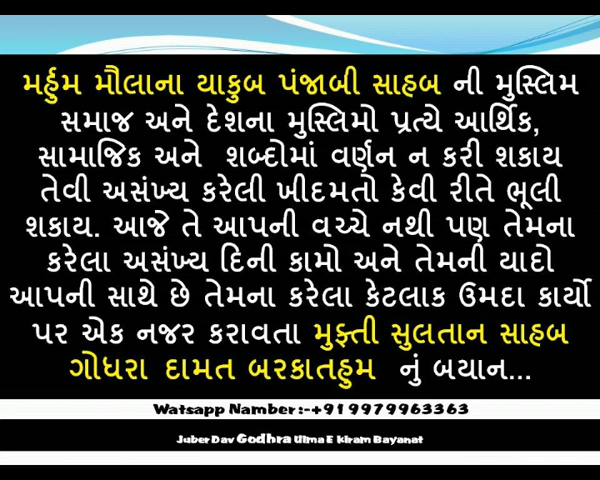 મર્હુમ મૌલાના યાકુબ પંજાબી સાહબ ની મુસ્લિમ
સમાજ અને દેશના મુસ્લિમો પ્રત્યે આર્થિક,
સામાજિક અને શબ્દોમાં વર્ણન ન કરી શકાય
તેવી અસંખ્ય કરેલી ખીદમતો કેવી રીતે ભૂલી
શકાય. આજે તે આપની વચ્ચે નથી પણ તેમના
કરેલા અસંખ્ય દિની કામો અને તેમની યાદો
આપની સાથે છે તેમના કરેલા કેટલાક ઉમદા કાર્યો
પર એક નજર કરાવતા મુફ્તી સુલતાન સાહબ
ગોધરા દામત બરકાતહુમ નું બયાન...
Watsapp Namber:-+919979963363
Juber Dav Godhra Ulma E Kiram Bayanat